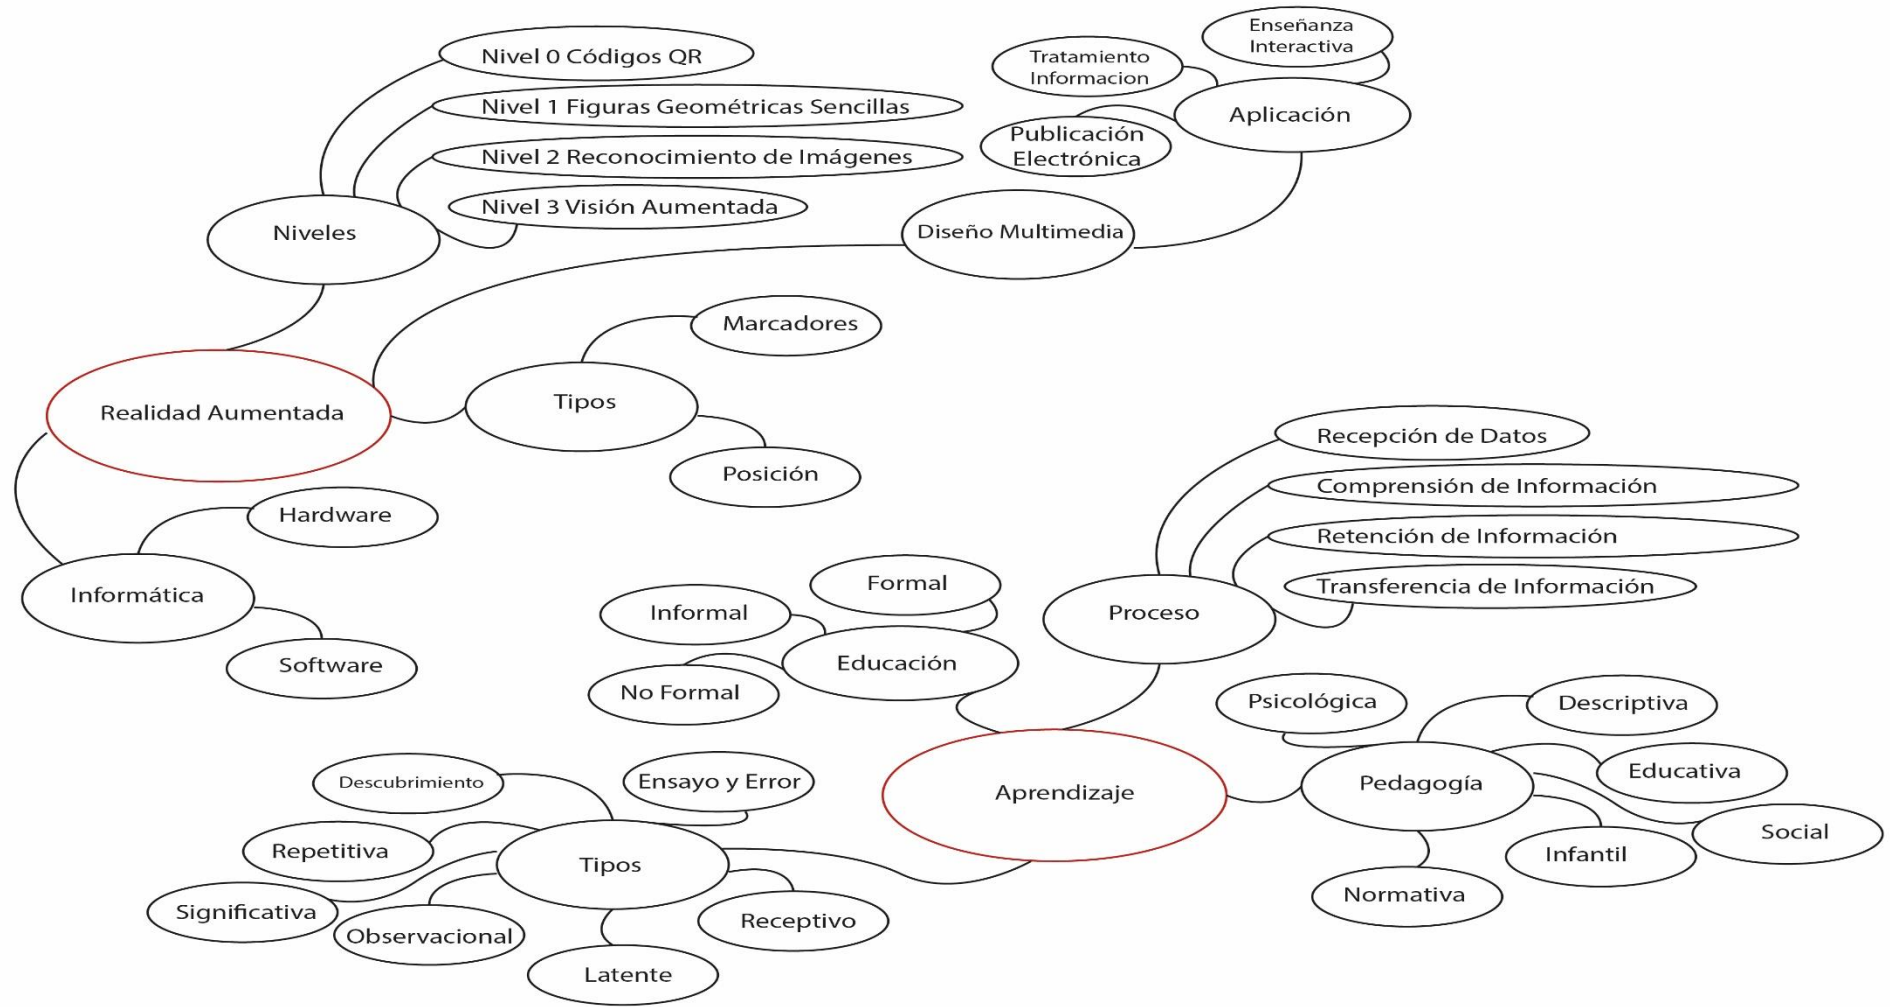 Nivel 0 Códigos QR
Nivel 1 Figuras Geométricas Sencillas
Nivel 2 Reconocimiento de Imágenes
Nivel 3 Visión Aumentada
Niveles
Enseñanza
Interactiva
Tratamiento
Informacion
Aplicación
Publicación
Electrónica
Diseño Multimedia
Marcadores
Tipos
Posición
Realidad Aumentada
Hardware
Informática
Software
Recepción de Datos
Comprensión de Información
Retención de Información
Transferencia de Información
Proceso
Formal
Informal
Educación
No Formal
Psicológica
Descriptiva
Pedagogía
Educativa
Social
Infantil
Normativa
Aprendizaje
Descubrimiento
Ensayo y Error
Repetitiva
Tipos
Significativa
Observacional
Receptivo
Latente